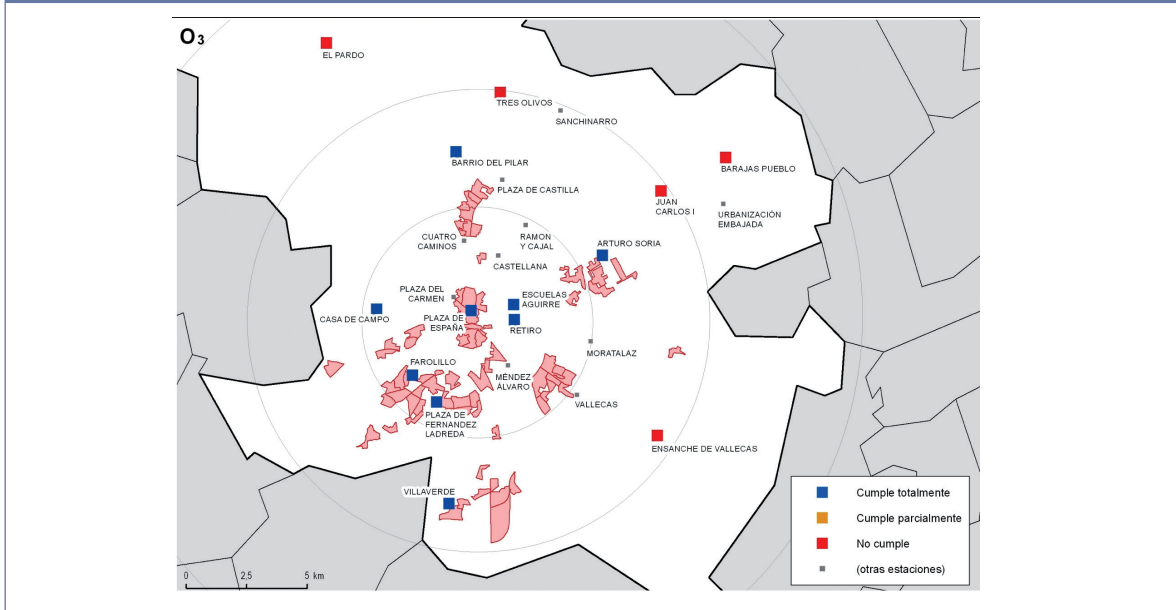 O₃
EL PARDO
TRES OLIVOS
SANCHINARRO
BARRIO DEL PILAR
BARAJAS PUEBLO
PLAZA DE CASTILLA
JUAN
CARLOS I
URBANIZACIÓN
EMBAJADA
CUATRO
CAMINOS
RAMON
Y CAJAL
ARTURO SORIA
CASTELLANA
PLAZA DEL
CARMEN
ESCUELAS
AGUIRRE
CASA DE CAMPO
PLAZA DE
ESPAÑA
RETIRO
MORATALAZ
FAROLILLO
MÉNDEZ
ÁLVARO
VALLECAS
PLAZA DE
FERNANDEZ
LADREDA
ENSANCHE DE VALLECAS
VILLAVERDE
Cumple totalmente
Cumple parcialmente
No cumple
(otras estaciones)
0 2,5 5 km